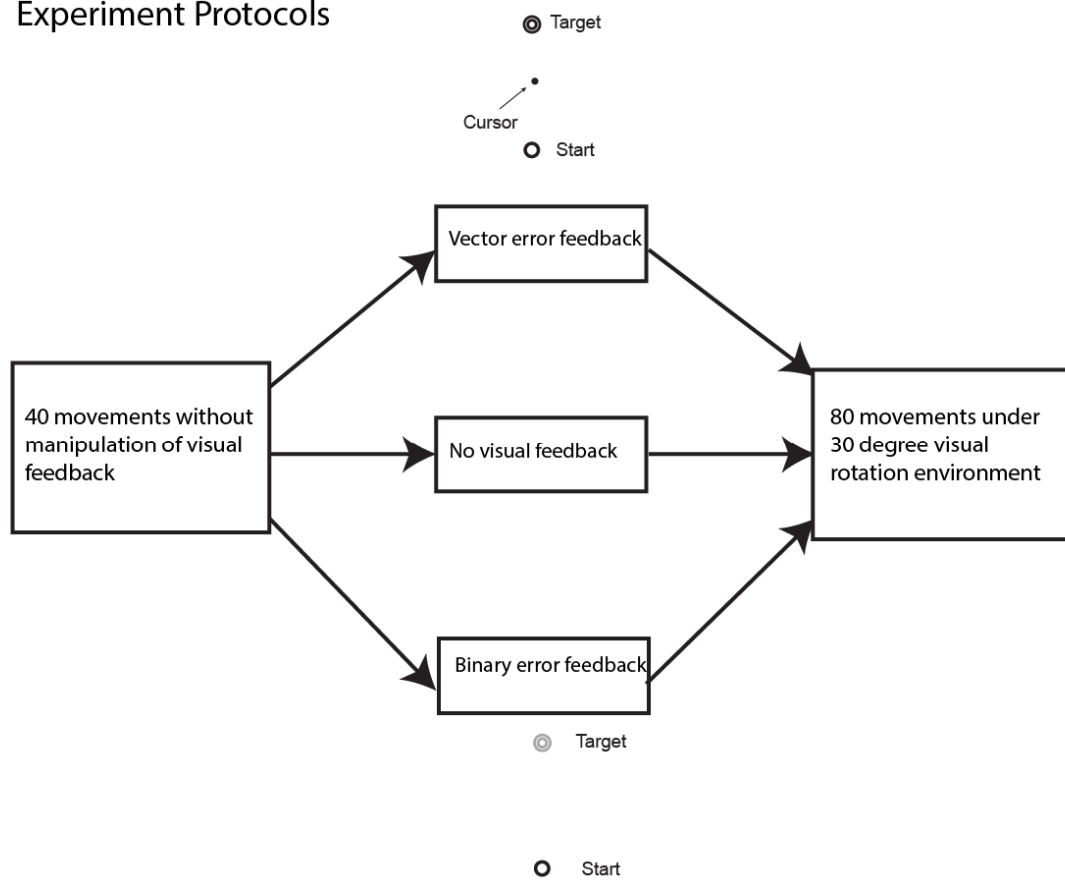 Experiment Protocols
Target
Cursor
Start
Vector error feedback
40 movements without
manipulation of visual
feedback
No visual feedback
80 movements under
30 degree visual
rotation environment
Binary error feedback
Target
Start